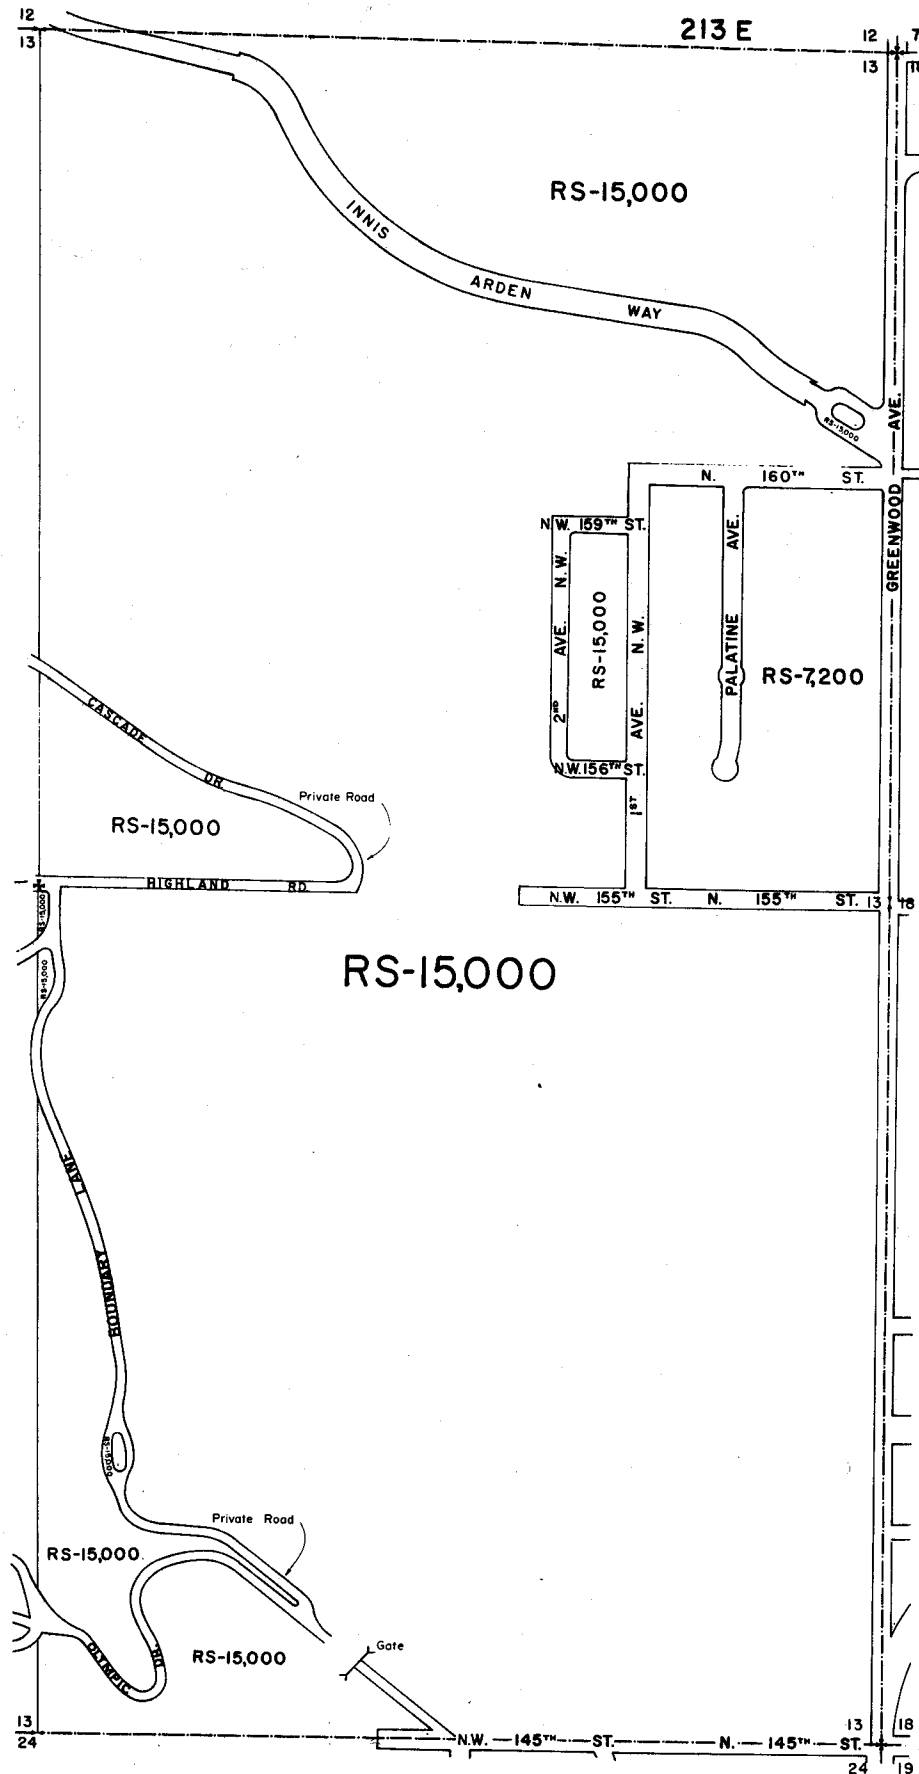 12
213 E
12
7
13
13
18
RS-15,000
INNIS ARDEN WAY
RS-15,000
GREENWOOD AVE.
N. 160TH ST.
N.W. 159TH ST.
2ND AVE. N.W.
RS-15,000
1ST AVE. N.W.
PALATINE AVE.
RS-7,200
N.W. 156TH ST.
CASCADE DR.
Private Road
RS-15,000
HIGHLAND RD.
N.W. 155TH ST. N. 155TH ST.
13
18
RS-15,000
RS-15,000
RS-15,000
BOUNDARY LANE
RS-15,000
Private Road
RS-15,000
OLYMPIC DR.
RS-15,000
Gate
13
24
N.W. 145TH ST. N. 145TH ST.
13
18
24
19